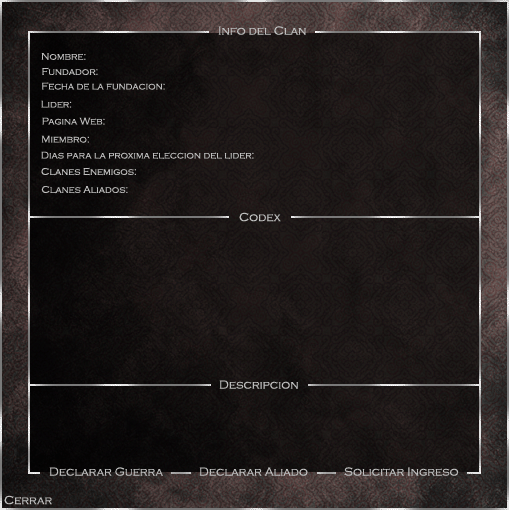 Info del Clan
Nombre:
Fundador:
Fecha de la fundacion:
Lider:
Pagina Web:
Miembro:
Dias para la proxima eleccion del lider:
Clanes Enemigos:
Clanes Aliados:
Codex
Descripcion
Declarar Guerra Declarar Aliado Solicitar Ingreso
Cerrar